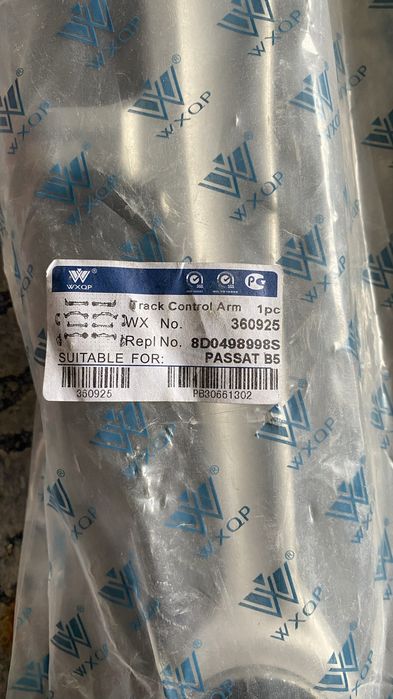 WXQP
Track Control Arm 1pc
WX No. 360925
Repl No. 8D0498998S
SUITABLE FOR: PASSAT B5
360925 PB30661302
WXQP
WXQP
WXQP
WXQP
WXQP
WXQP
WXQP
WXQP
WXQP